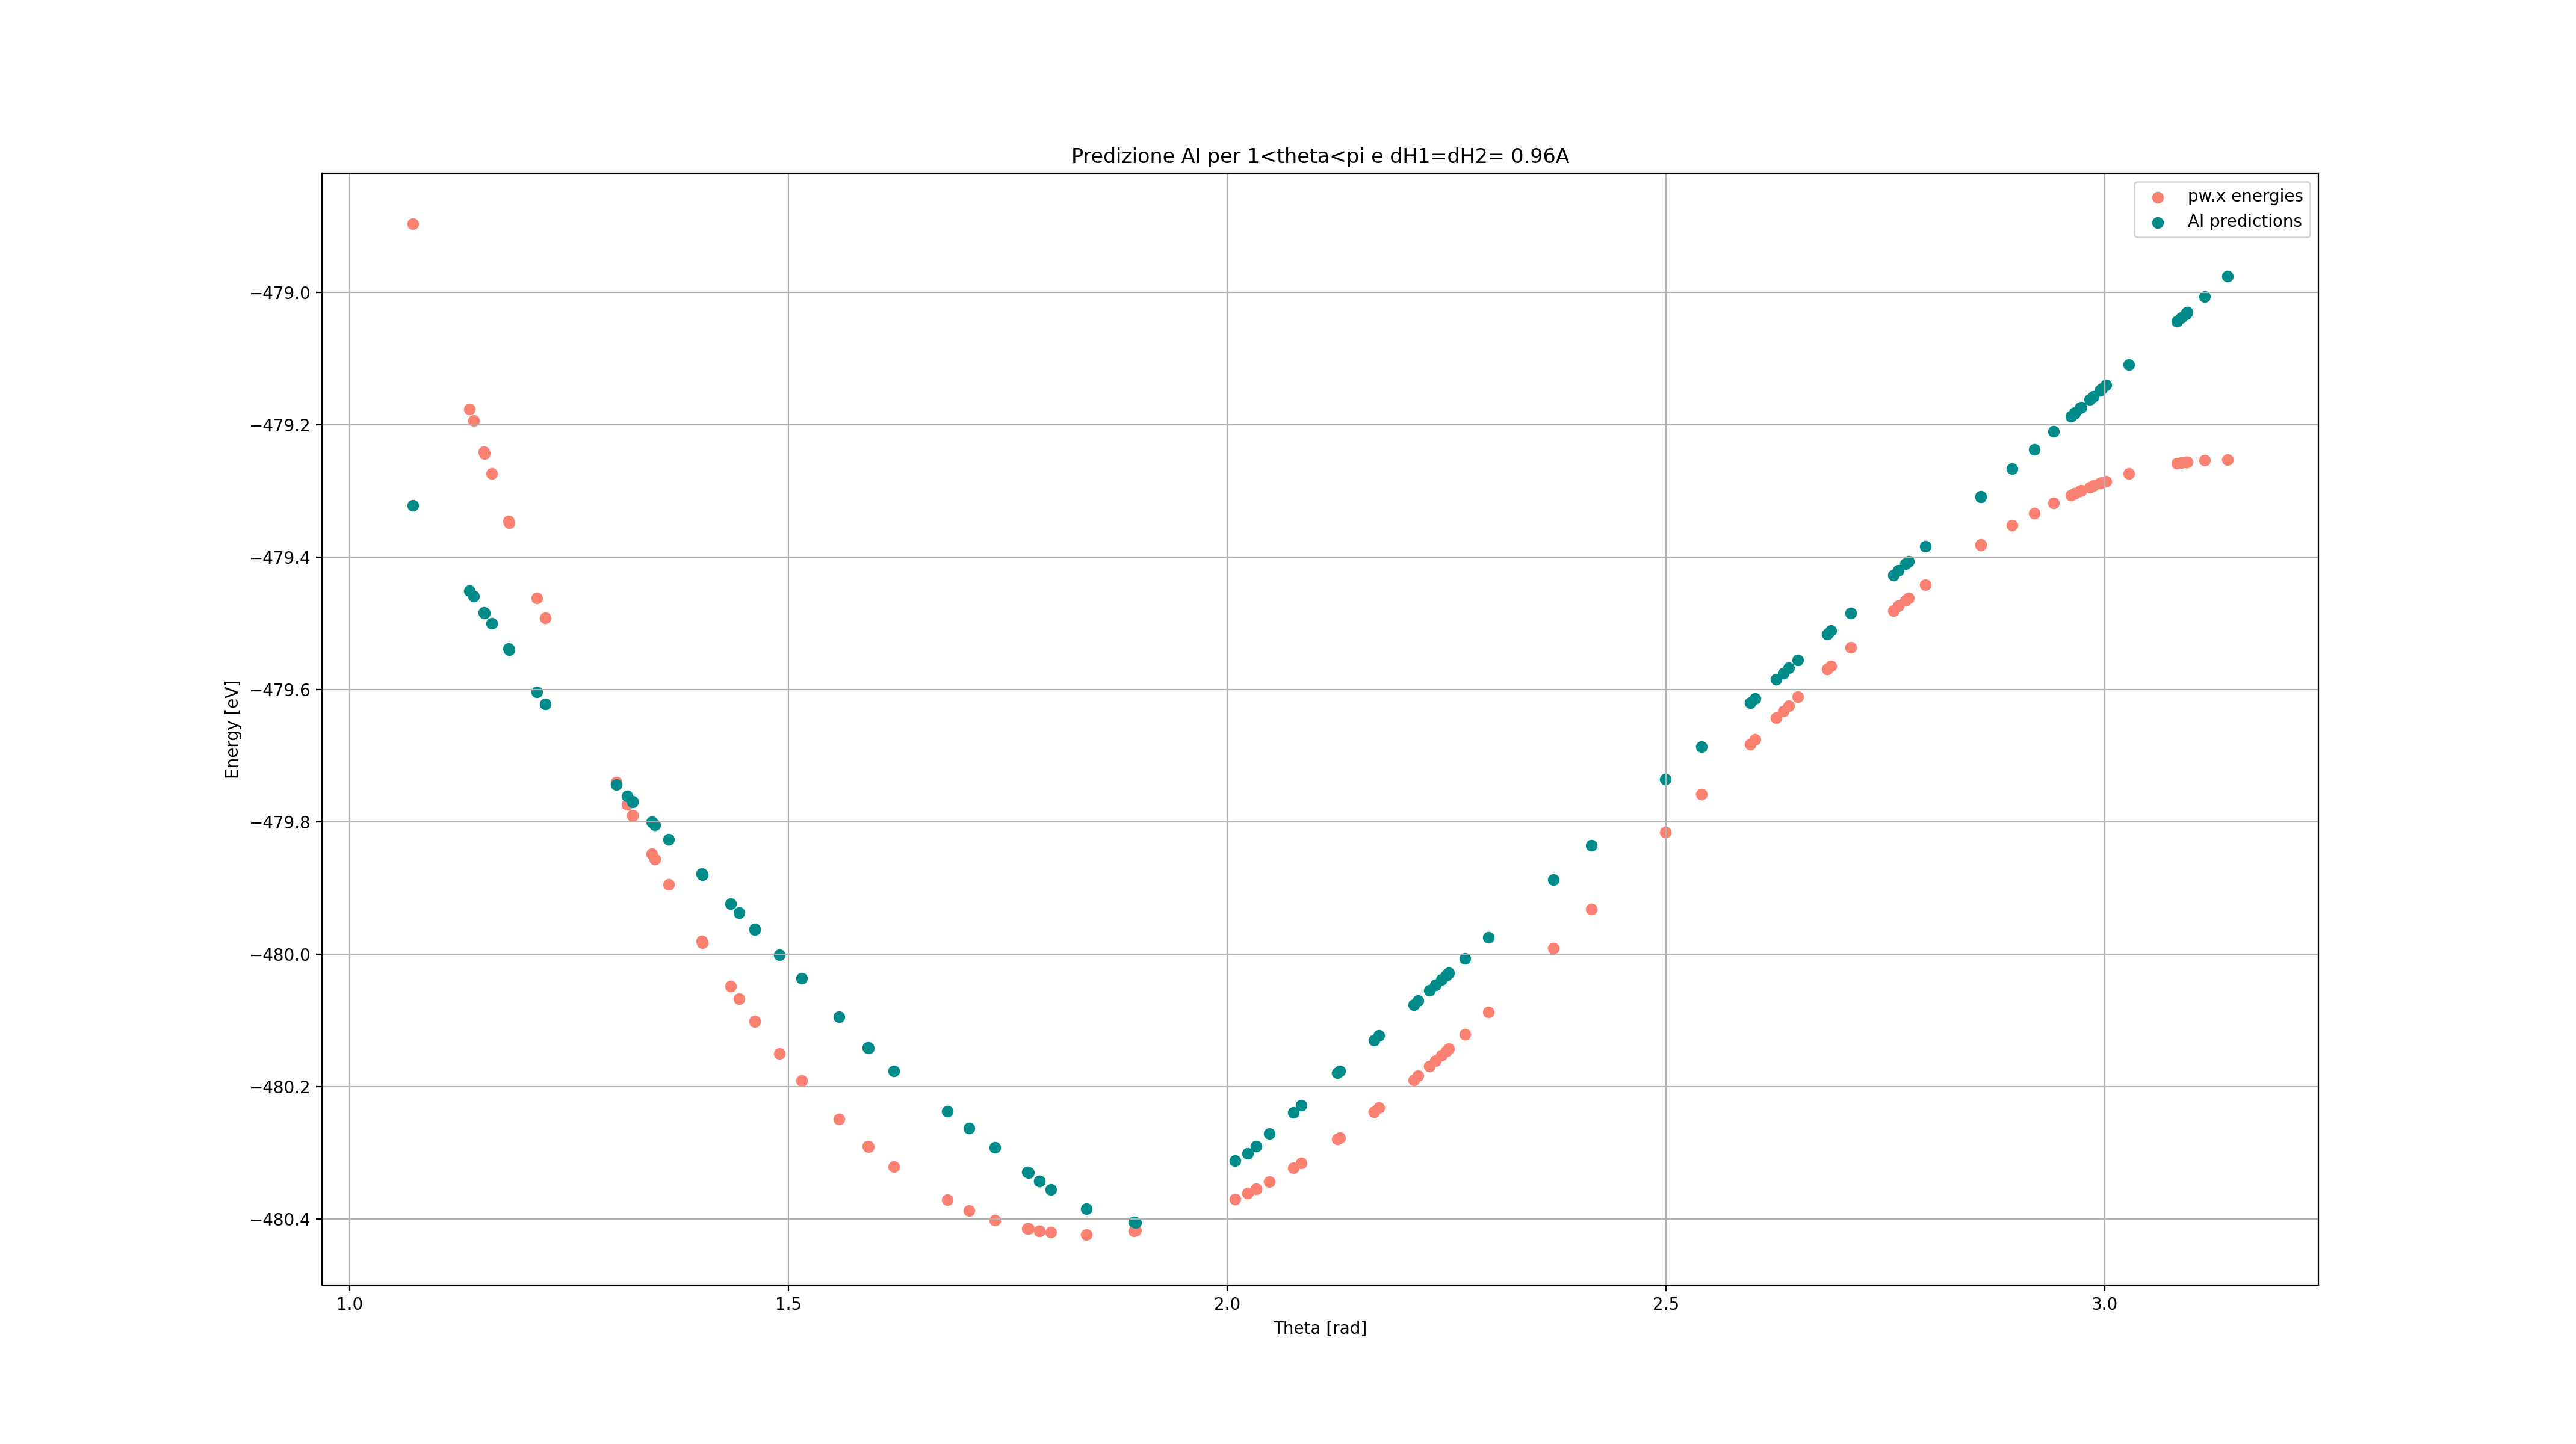 Predizione AI per 1<theta<pi e dH1=dH2= 0.96A
pw.x energies
AI predictions
−479.0
−479.2
−479.4
−479.6
−479.8
−480.0
−480.2
−480.4
Energy [eV]
1.0
1.5
2.0
2.5
3.0
Theta [rad]